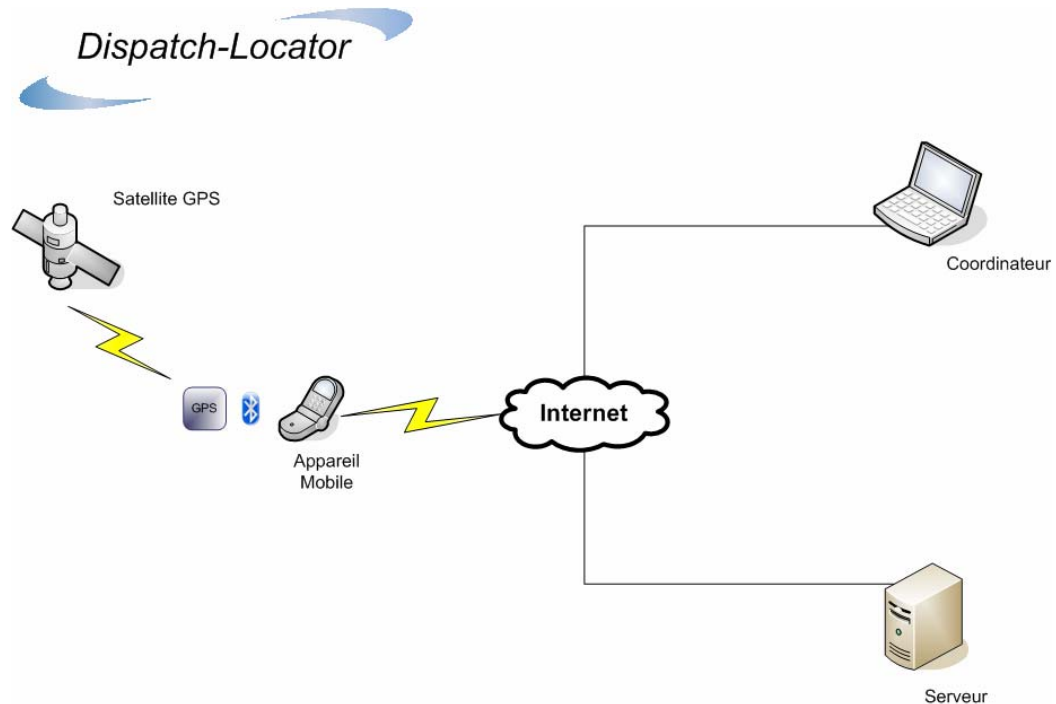 Dispatch-Locator
Satellite GPS
Coordinateur
GPS
Internet
Appareil
Mobile
Serveur